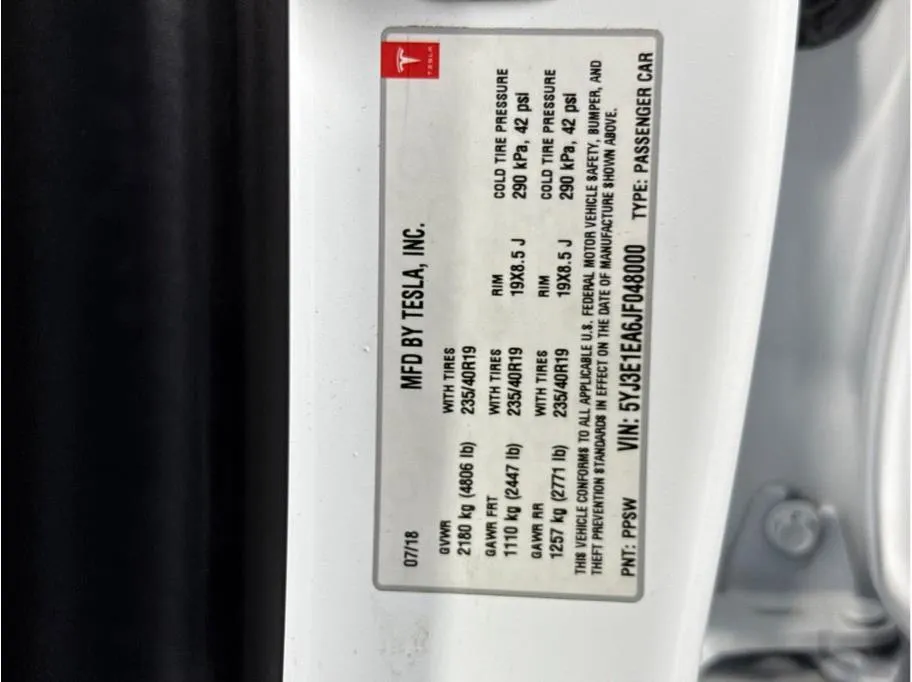 TESLA
07/18 MFD BY TESLA, INC.
GVWR WITH TIRES
2180 kg (4806 lb) 235/40R19
GAWR FRT WITH TIRES RIM COLD TIRE PRESSURE
1110 kg (2447 lb) 235/40R19 19X8.5 J 290 kPa, 42 psi
GAWR RR WITH TIRES RIM COLD TIRE PRESSURE
1257 kg (2771 lb) 235/40R19 19X8.5 J 290 kPa, 42 psi
THIS VEHICLE CONFORMS TO ALL APPLICABLE U.S. FEDERAL MOTOR VEHICLE SAFETY, BUMPER, AND
THEFT PREVENTION STANDARDS IN EFFECT ON THE DATE OF MANUFACTURE SHOWN ABOVE.
PNT: PPSW VIN: 5YJ3E1EA6JF048000 TYPE: PASSENGER CAR